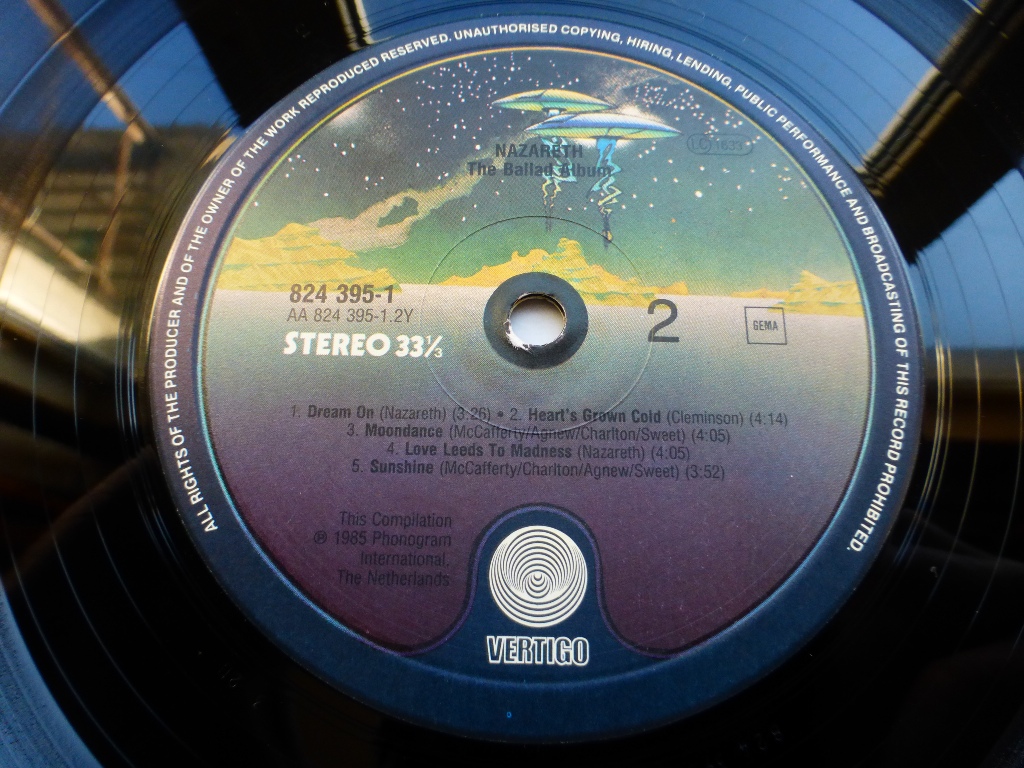 ALL RIGHTS OF THE PRODUCER AND OF THE OWNER OF THE WORK REPRODUCED RESERVED. UNAUTHORISED COPYING, HIRING, LENDING, PUBLIC PERFORMANCE AND BROADCASTING OF THIS RECORD PROHIBITED.
NAZARETH
The Ballad Album
LC 1633
824 395-1
AA 824 395-1.2Y
STEREO 33⅓
2
GEMA
1. Dream On (Nazareth) (3:26) • 2. Heart's Grown Cold (Cleminson) (4:14)
3. Moondance (McCafferty/Agnew/Charlton/Sweet) (4:05)
4. Love Leeds To Madness (Nazareth) (4:05)
5. Sunshine (McCafferty/Charlton/Agnew/Sweet) (3:52)
This Compilation
℗ 1985 Phonogram
International,
The Netherlands
VERTIGO